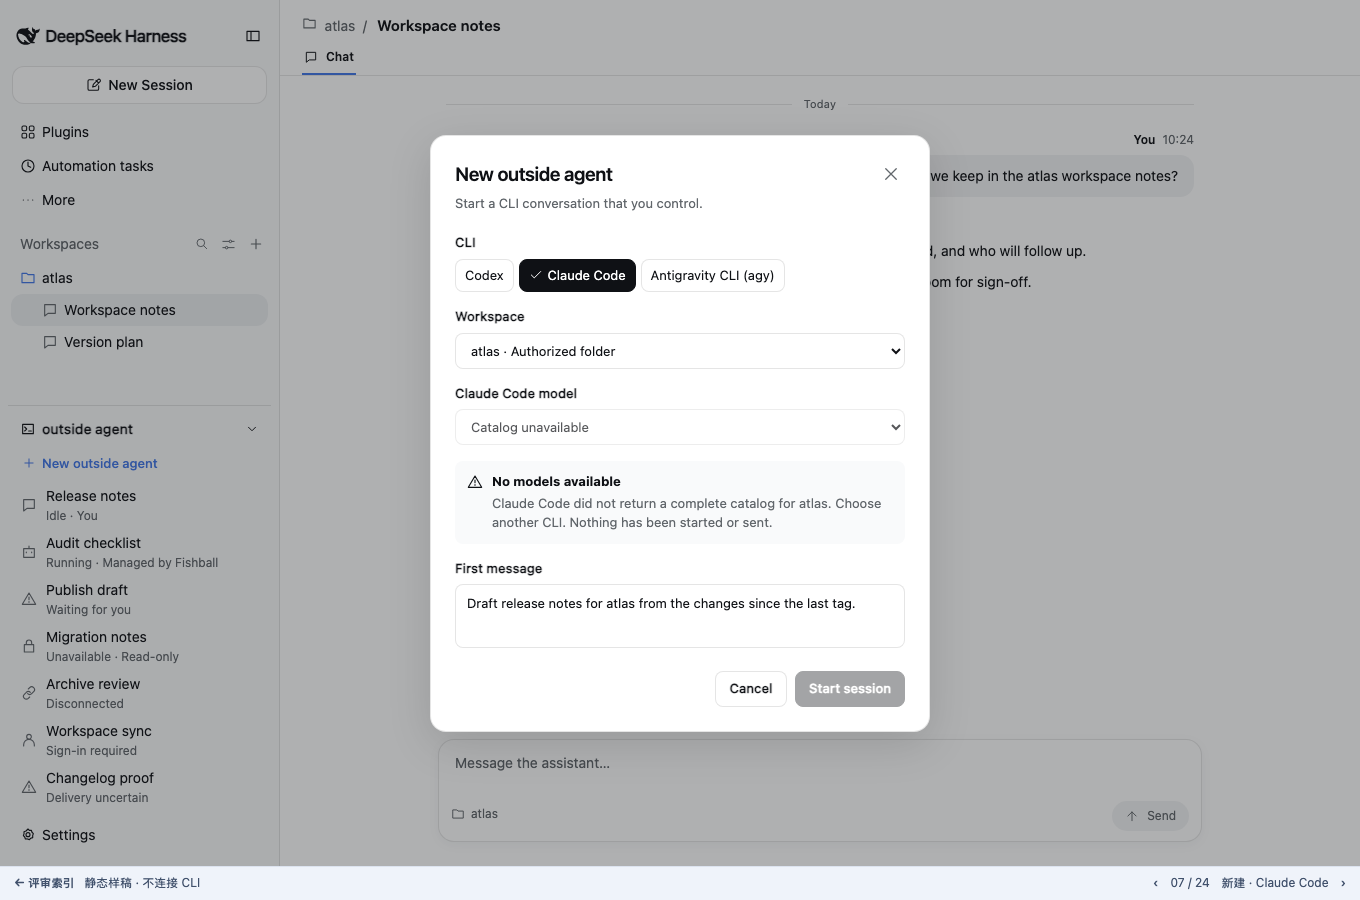 DeepSeek Harness
New Session
Plugins
Automation tasks
More
Workspaces
atlas
Workspace notes
Version plan
outside agent
New outside agent
Release notes
Idle · You
Audit checklist
Running · Managed by Fishball
Publish draft
Waiting for you
Migration notes
Unavailable · Read-only
Archive review
Disconnected
Workspace sync
Sign-in required
Changelog proof
Delivery uncertain
Settings
atlas / Workspace notes
Chat
Today
You 10:24
we keep in the atlas workspace notes?
, and who will follow up.
for sign-off.
New outside agent
Start a CLI conversation that you control.
CLI
Codex
Claude Code
Antigravity CLI (agy)
Workspace
atlas · Authorized folder
Claude Code model
Catalog unavailable
No models available
Claude Code did not return a complete catalog for atlas. Choose
another CLI. Nothing has been started or sent.
First message
Draft release notes for atlas from the changes since the last tag.
Cancel
Start session
Message the assistant...
atlas
Send
← 评审索引 静态样稿 · 不连接 CLI
‹ 07 / 24 新建 · Claude Code ›